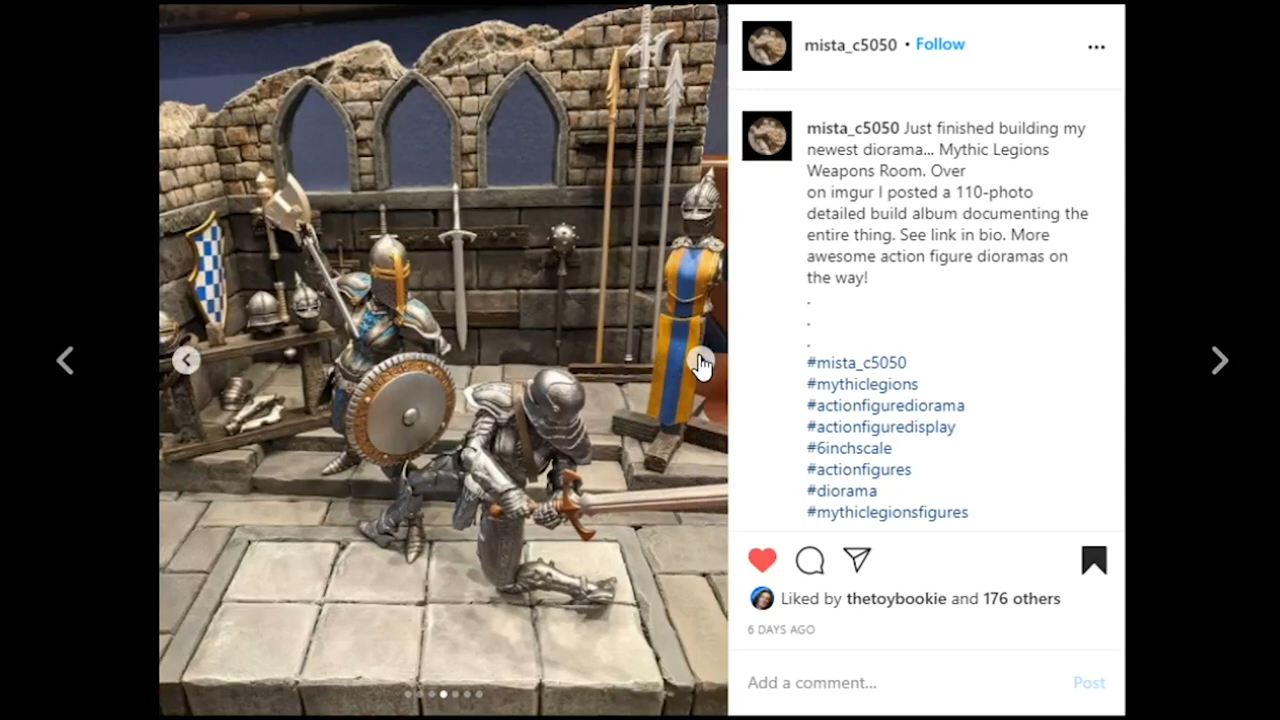 mista_c5050 • Follow
mista_c5050 Just finished building my
newest diorama... Mythic Legions
Weapons Room. Over
on imgur I posted a 110-photo
detailed build album documenting the
entire thing. See link in bio. More
awesome action figure dioramas on
the way!
.
.
.
#mista_c5050
#mythiclegions
#actionfigurediorama
#actionfiguredisplay
#6inchscale
#actionfigures
#diorama
#mythiclegionsfigures
Liked by thetoybookie and 176 others
6 DAYS AGO
Add a comment...
Post